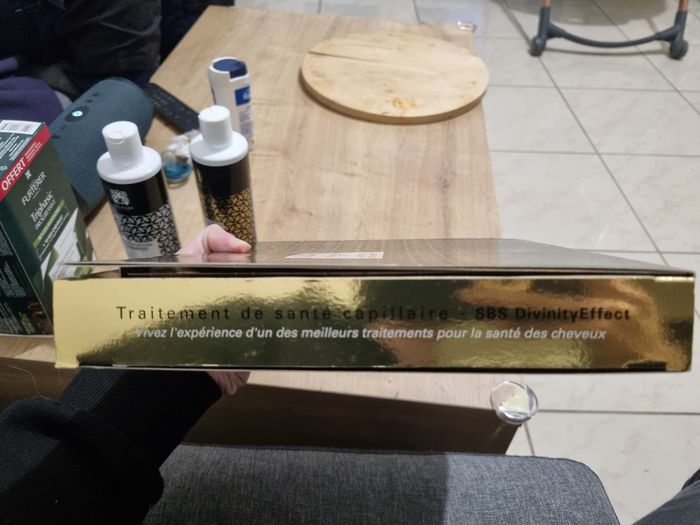 OFFERT
FURTERER
Triphasic
Traitement de santé capillaire - SBS DivinityEffect
Vivez l'expérience d'un des meilleurs traitements pour la santé des cheveux